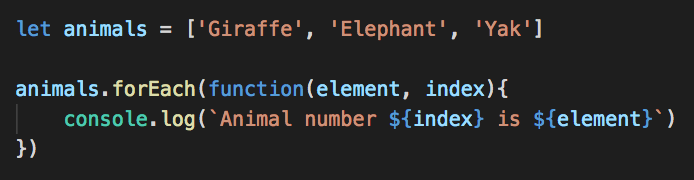 let animals = ['Giraffe', 'Elephant', 'Yak']
animals.forEach(function(element, index){
    console.log(`Animal number ${index} is ${element}`)
})